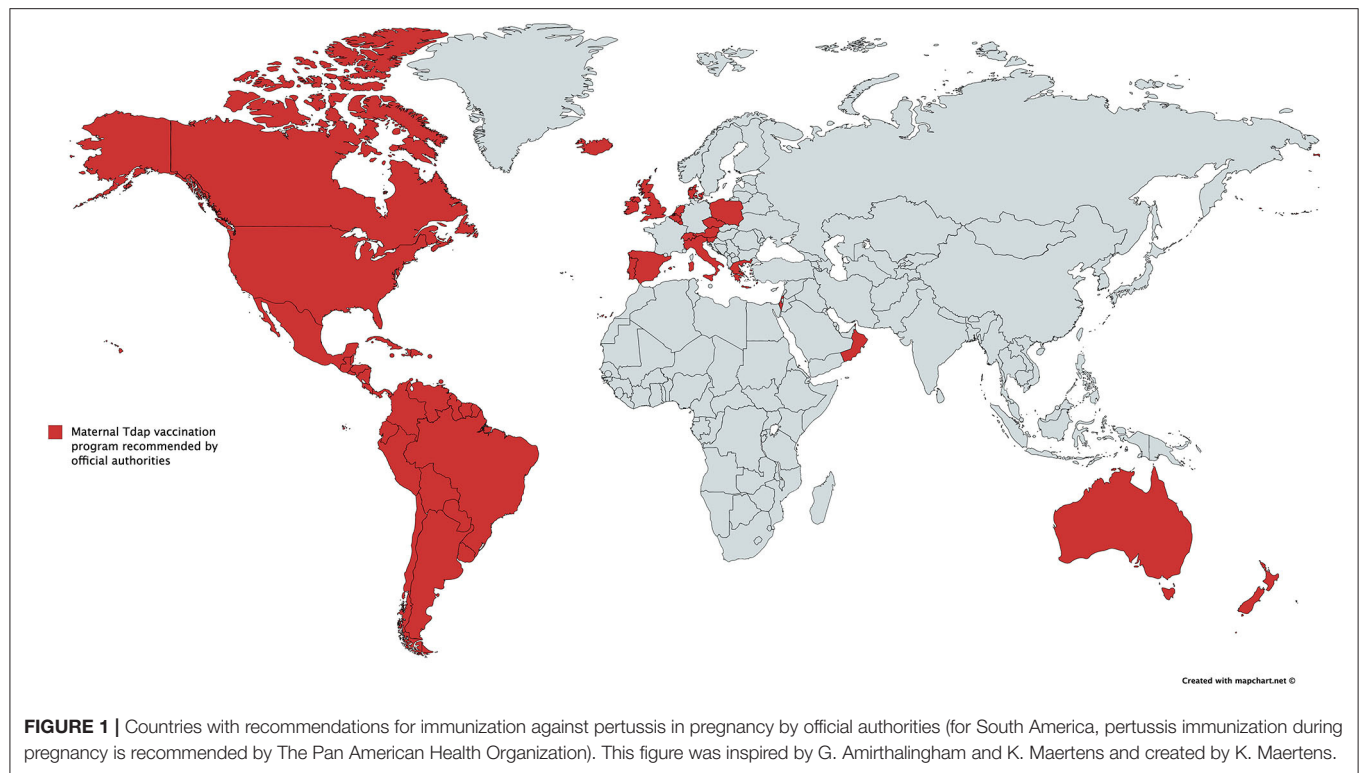 Maternal Tdap vaccination
program recommended by
official authorities
Created with mapchart.net ©
FIGURE 1 | Countries with recommendations for immunization against pertussis in pregnancy by official authorities (for South America, pertussis immunization during
pregnancy is recommended by The Pan American Health Organization). This figure was inspired by G. Amirthalingham and K. Maertens and created by K. Maertens.